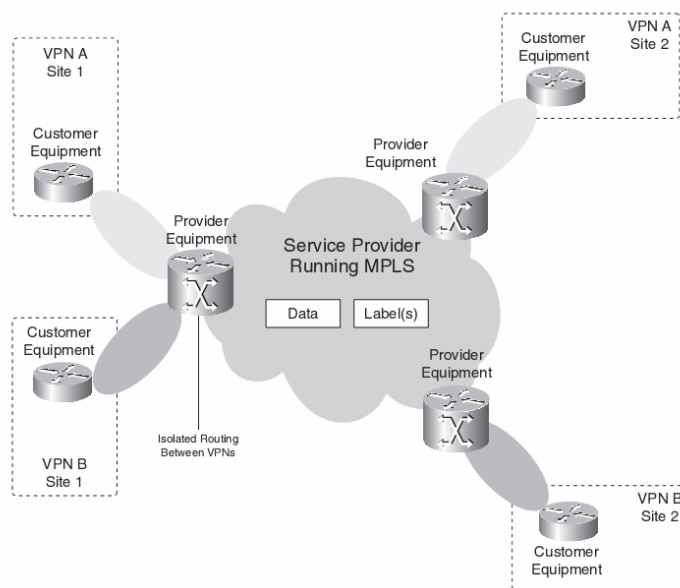 VPN A
Site 1
Customer
Equipment
Customer
Equipment
VPN A
Site 2
Provider
Equipment
Provider
Equipment
Service Provider
Running MPLS
Data
Label(s)
Customer
Equipment
Provider
Equipment
Isolated Routing
Between VPNs
VPN B
Site 1
VPN B
Site 2
Customer
Equipment